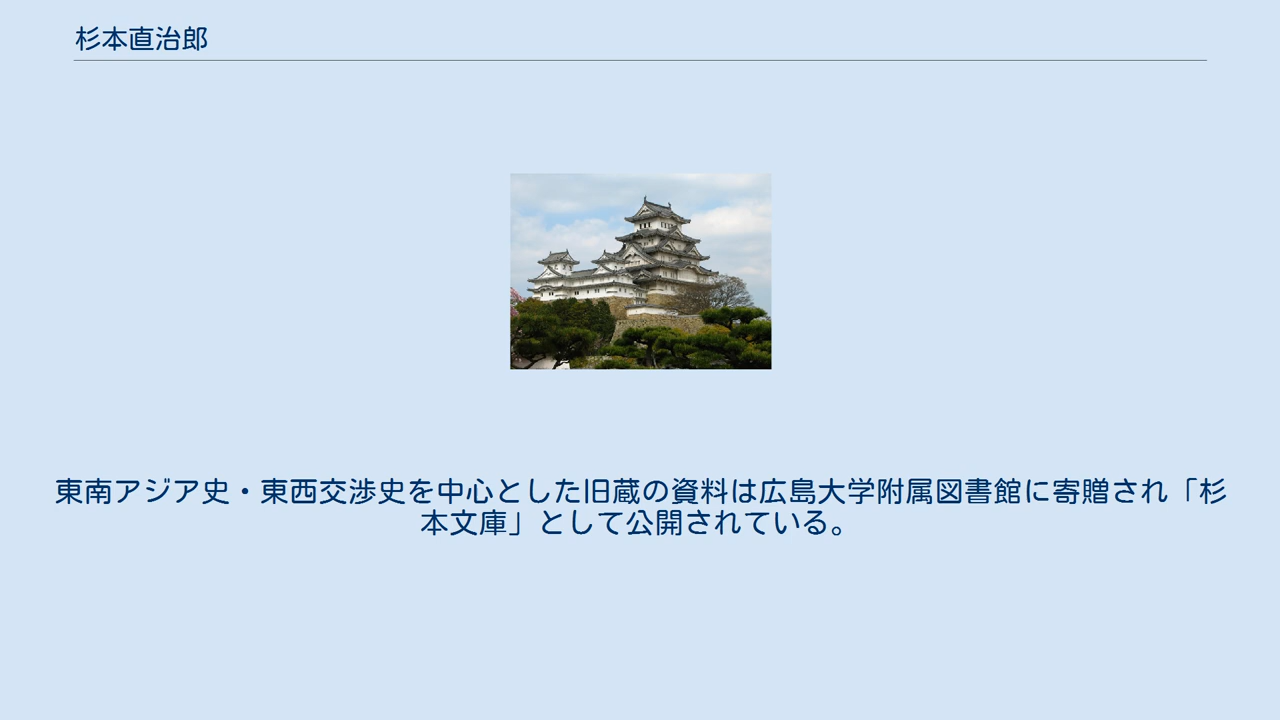 杉本直治郎
東南アジア史・東西交渉史を中心とした旧蔵の資料は広島大学附属図書館に寄贈され「杉
本文庫」として公開されている。